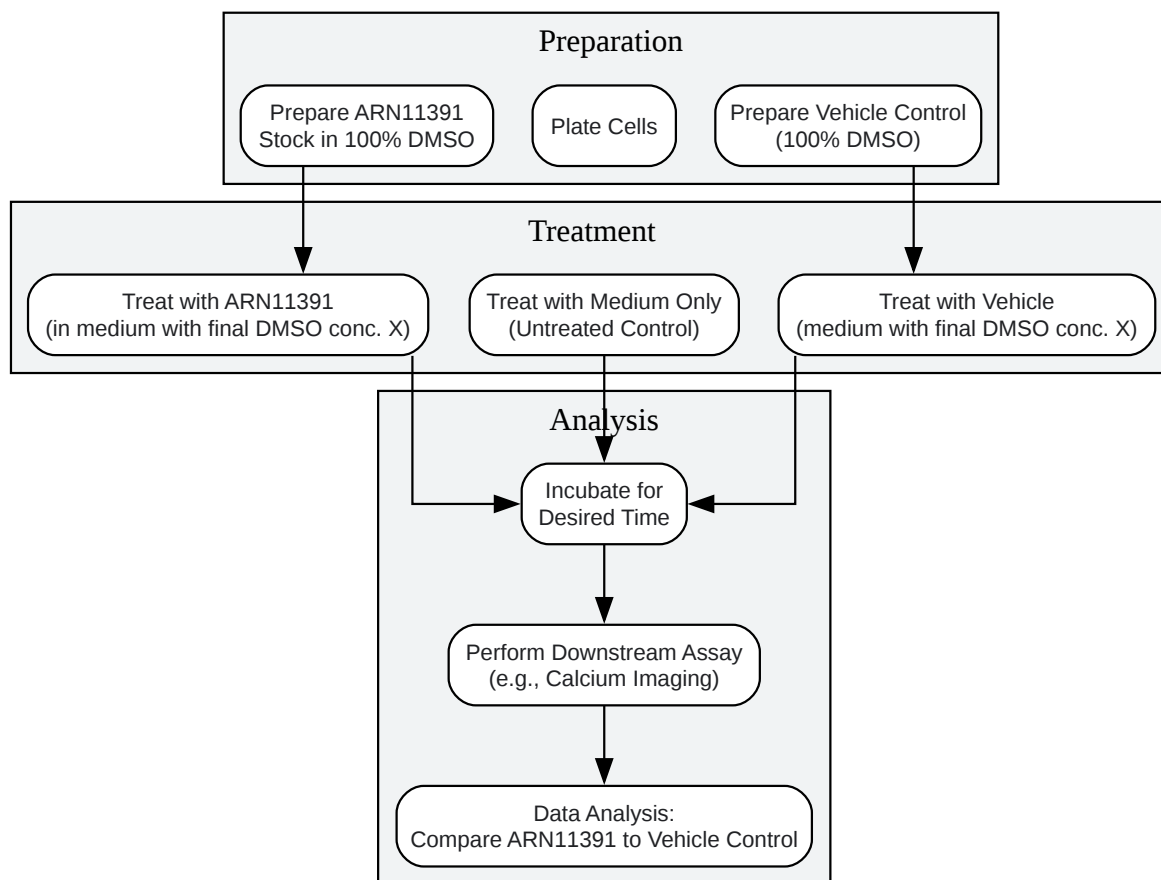 Preparation
Prepare ARN11391
Stock in 100% DMSO
Plate Cells
Prepare Vehicle Control
(100% DMSO)
Treatment
Treat with ARN11391
(in medium with final DMSO conc. X)
Treat with Medium Only
(Untreated Control)
Treat with Vehicle
(medium with final DMSO conc. X)
Analysis
Incubate for
Desired Time
Perform Downstream Assay
(e.g., Calcium Imaging)
Data Analysis:
Compare ARN11391 to Vehicle Control